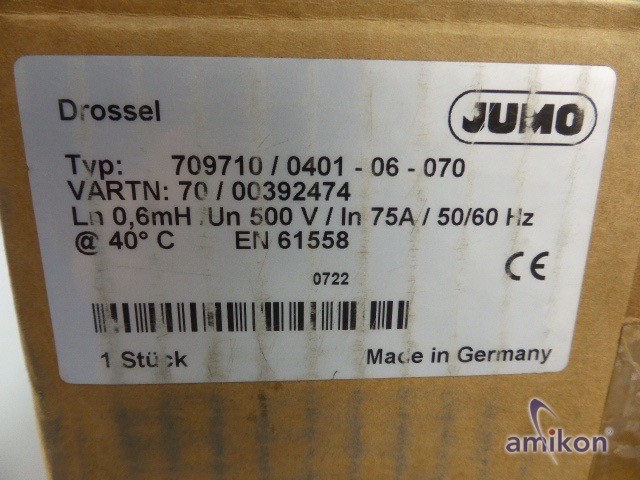 Drossel
JUMO
Typ: 709710 / 0401 - 06 - 070
VARTN: 70 / 00392474
Ln 0,6mH /Un 500 V / In 75A / 50/60 Hz
@ 40° C EN 61558
CE
0722
1 Stück Made in Germany
amikon